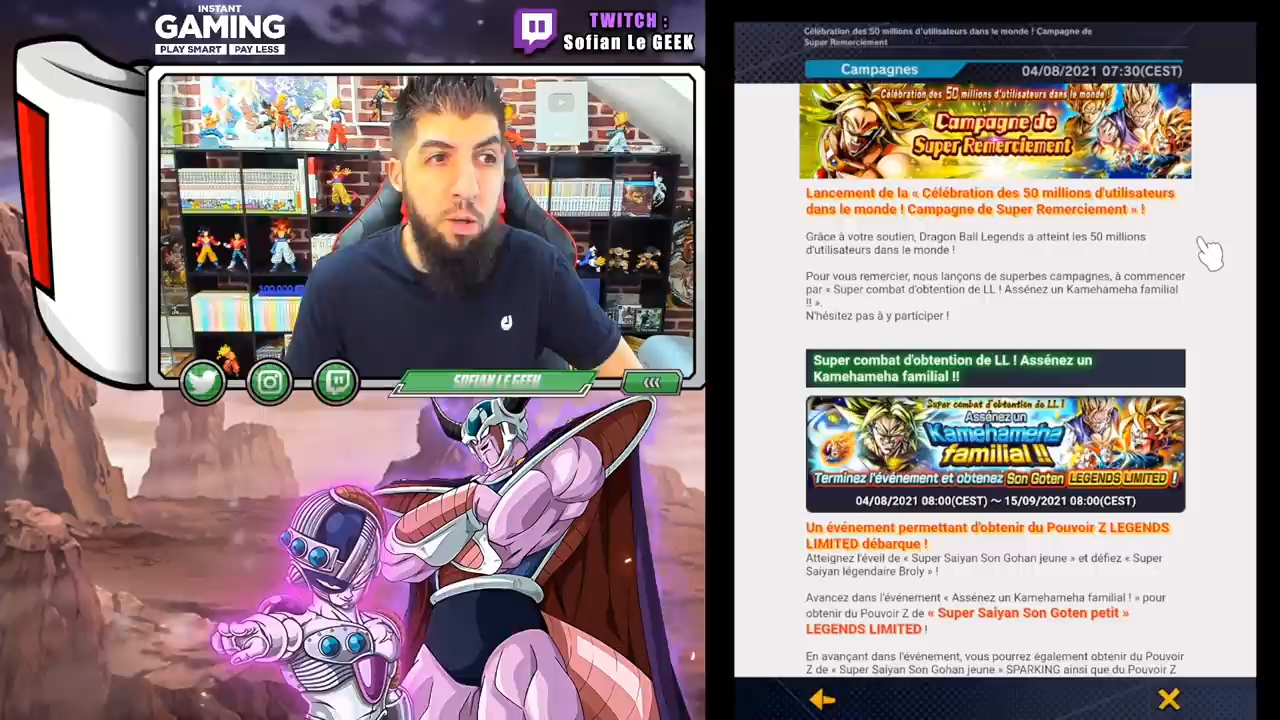 INSTANT
GAMING
PLAY SMART | PAY LESS
TWITCH :
Sofian Le GEEK
100.000
SOFIAN LE GEEK
Célébration des 50 millions d'utilisateurs dans le monde ! Campagne de
Super Remerciement
Campagnes
04/08/2021 07:30(CEST)
Célébration des 50 millions d'utilisateurs dans le monde !
Campagne de
Super Remerciement
Lancement de la « Célébration des 50 millions d'utilisateurs
dans le monde ! Campagne de Super Remerciement » !
Grâce à votre soutien, Dragon Ball Legends a atteint les 50 millions
d'utilisateurs dans le monde !
Pour vous remercier, nous lançons de superbes campagnes, à commencer
par « Super combat d'obtention de LL ! Assénez un Kamehameha familial
!! ».
N'hésitez pas à y participer !
Super combat d'obtention de LL ! Assénez un
Kamehameha familial !!
Super combat d'obtention de LL !
Assénez un
Kamehameha
familial !!
Terminez l'événement et obtenez Son Goten LEGENDS LIMITED !
04/08/2021 08:00(CEST) ～ 15/09/2021 08:00(CEST)
Un événement permettant d'obtenir du Pouvoir Z LEGENDS
LIMITED débarque !
Atteignez l'éveil de « Super Saiyan Son Gohan jeune » et défiez « Super
Saiyan légendaire Broly » !
Avancez dans l'événement « Assénez un Kamehameha familial ! » pour
obtenir du Pouvoir Z de « Super Saiyan Son Goten petit »
LEGENDS LIMITED !
En avançant dans l'événement, vous pourrez également obtenir du Pouvoir
Z de « Super Saiyan Son Gohan jeune » SPARKING ainsi que du Pouvoir Z